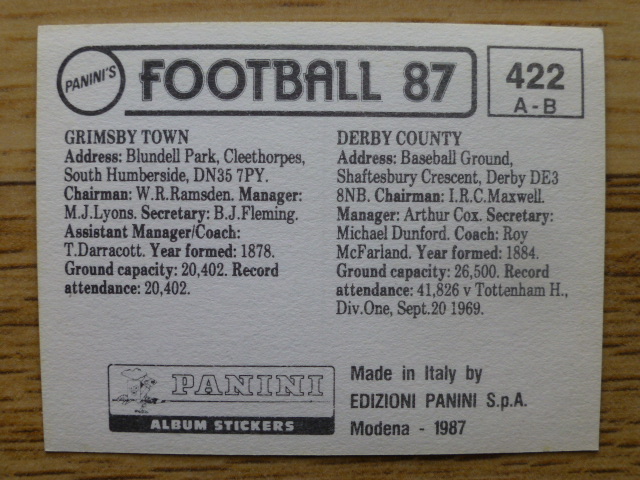 PANINI'S
FOOTBALL 87
422
A - B
GRIMSBY TOWN
Address: Blundell Park, Cleethorpes,
South Humberside, DN35 7PY.
Chairman: W.R.Ramsden. Manager:
M.J.Lyons. Secretary: B.J.Fleming.
Assistant Manager/Coach:
T.Darracott. Year formed: 1878.
Ground capacity: 20,402. Record
attendance: 20,402.
DERBY COUNTY
Address: Baseball Ground,
Shaftesbury Crescent, Derby DE3
8NB. Chairman: I.R.C.Maxwell.
Manager: Arthur Cox. Secretary:
Michael Dunford. Coach: Roy
McFarland. Year formed: 1884.
Ground capacity: 26,500. Record
attendance: 41,826 v Tottenham H.,
Div.One, Sept.20 1969.
PANINI
ALBUM STICKERS
Made in Italy by
EDIZIONI PANINI S.p.A.
Modena - 1987